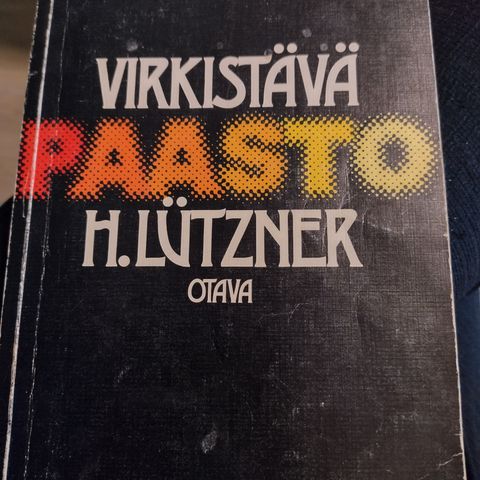 VIRKISTÄVÄ
PAASTO
H.LÜTZNER
OTAVA